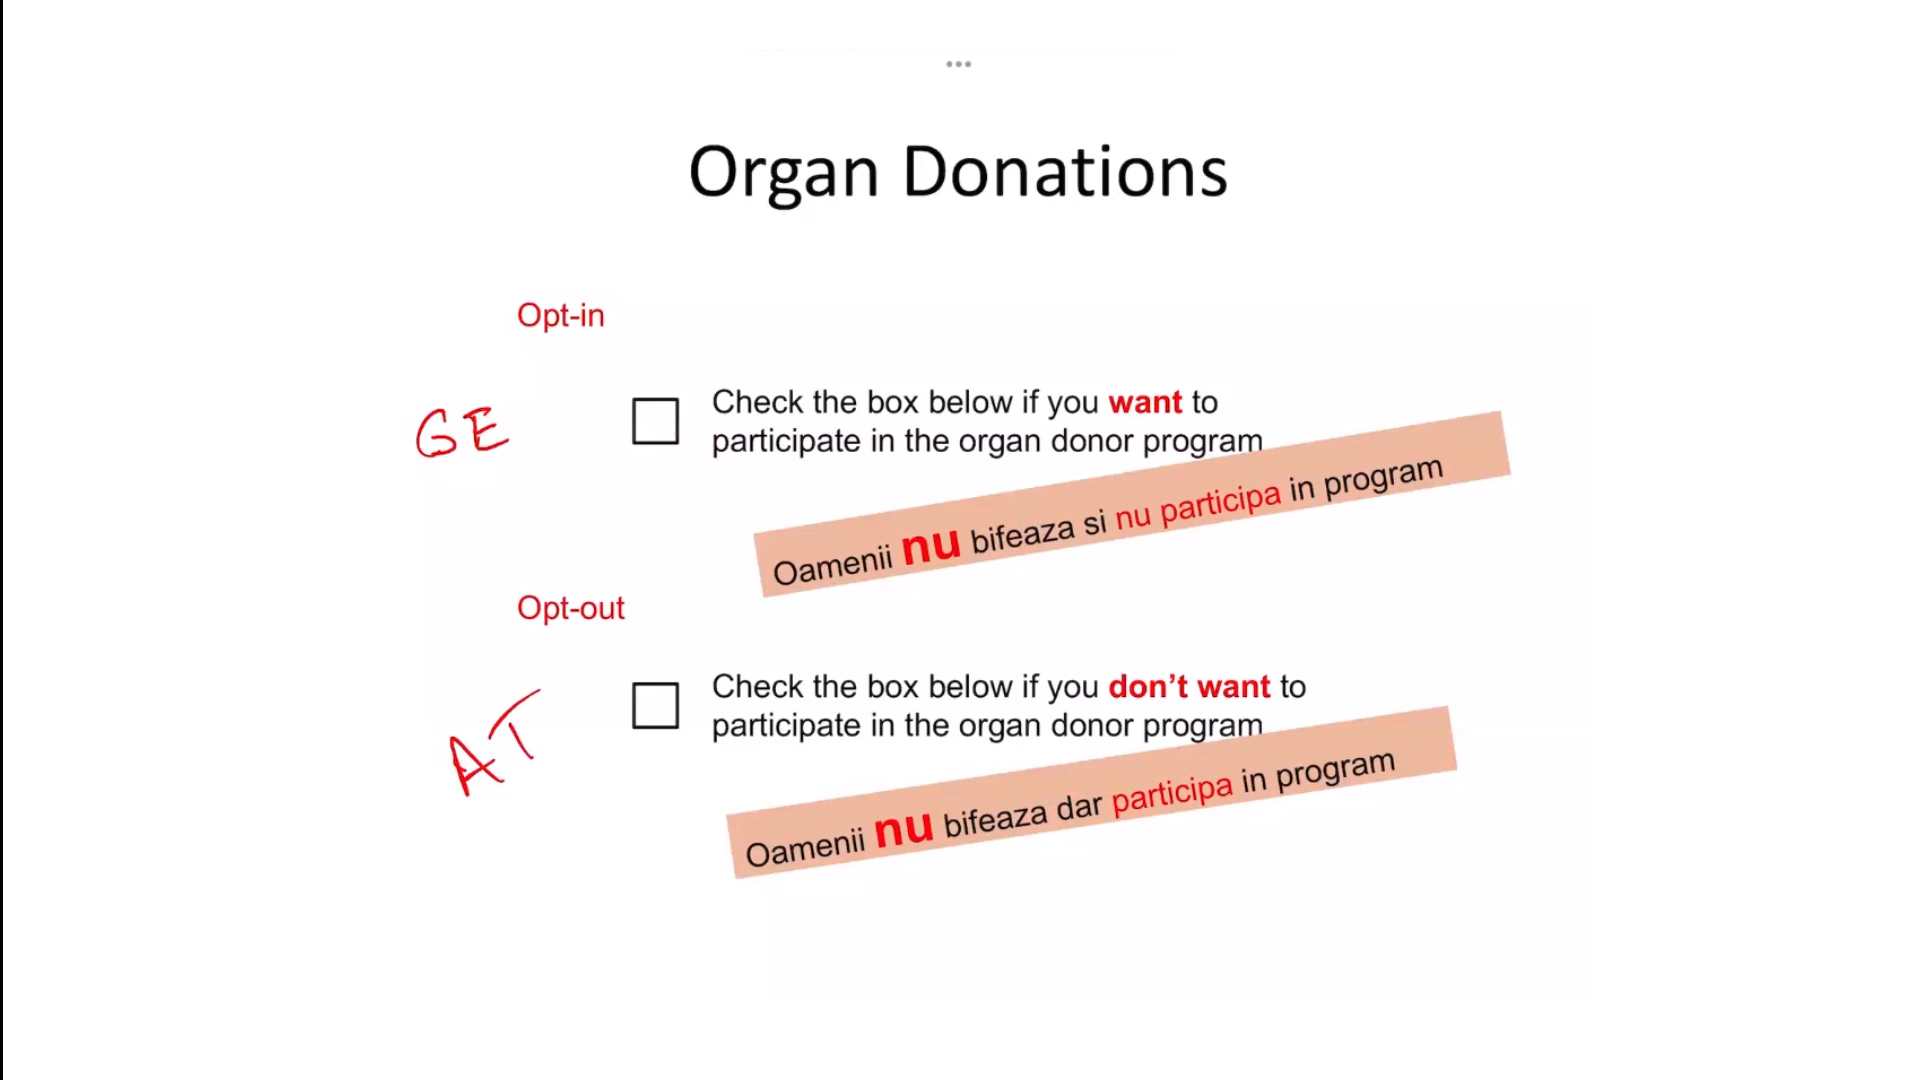 Organ Donations
Opt-in
GE
Check the box below if you want to
participate in the organ donor program
Oamenii nu bifeaza si nu participa in program
Opt-out
AT
Check the box below if you don't want to
participate in the organ donor program
Oamenii nu bifeaza dar participa in program